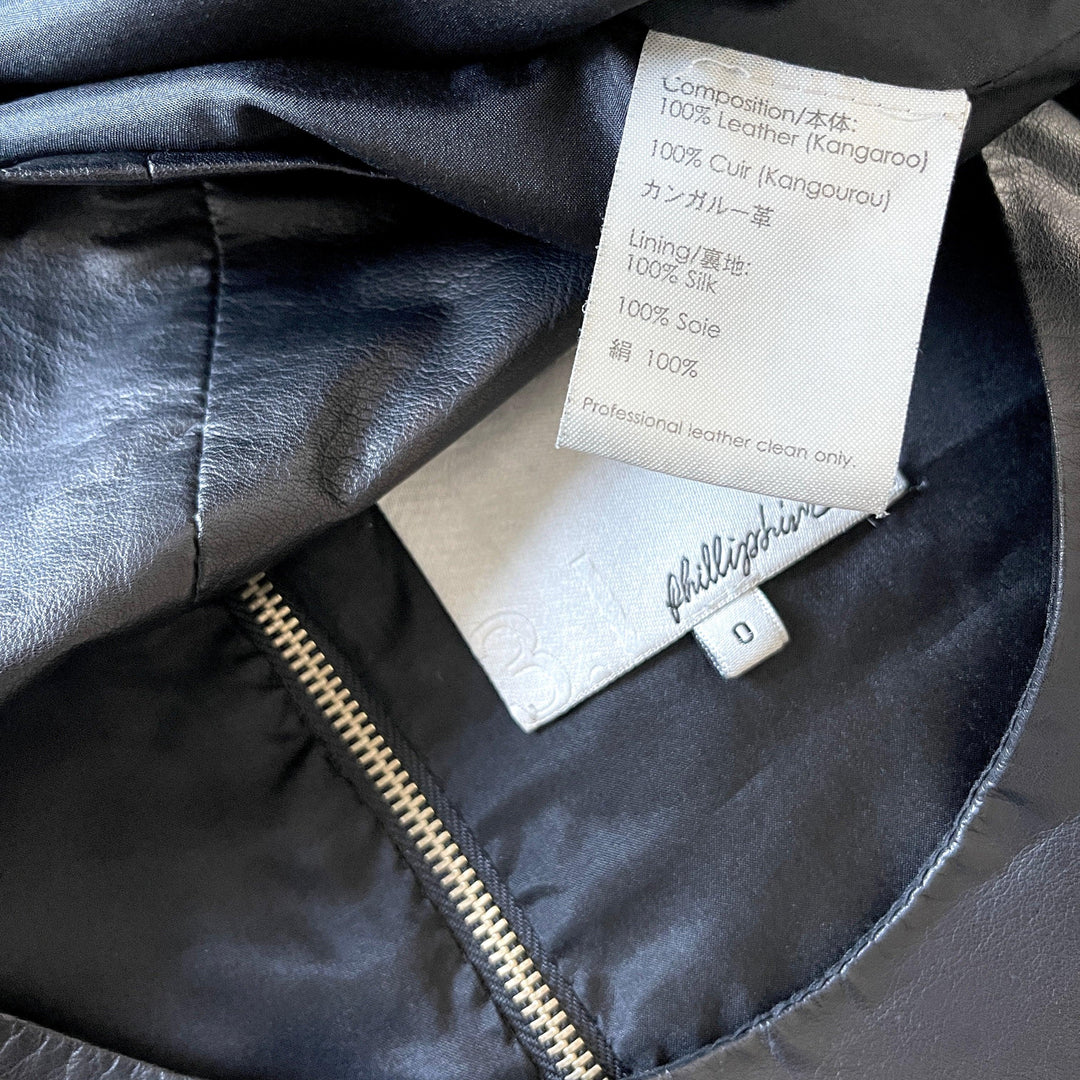 Composition/本体:
100% Leather (Kangaroo)
100% Cuir (Kangourou)
カンガルー革
Lining/裏地:
100% Silk
100% Soie
絹 100%
Professional leather clean only.
0